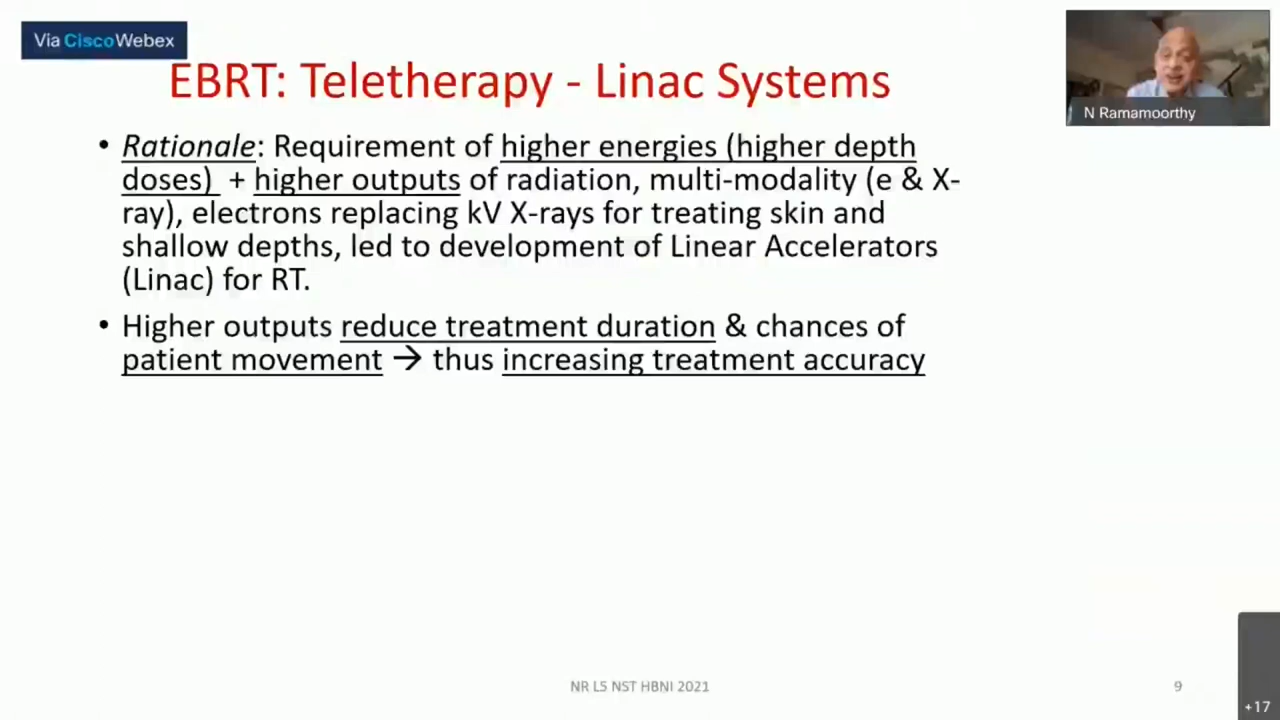 Via Cisco Webex
EBRT: Teletherapy - Linac Systems
N Ramamoorthy
• Rationale: Requirement of higher energies (higher depth
doses) + higher outputs of radiation, multi-modality (e & X-
ray), electrons replacing kV X-rays for treating skin and
shallow depths, led to development of Linear Accelerators
(Linac) for RT.
• Higher outputs reduce treatment duration & chances of
patient movement → thus increasing treatment accuracy
NR L5 NST HBNI 2021
9
+17